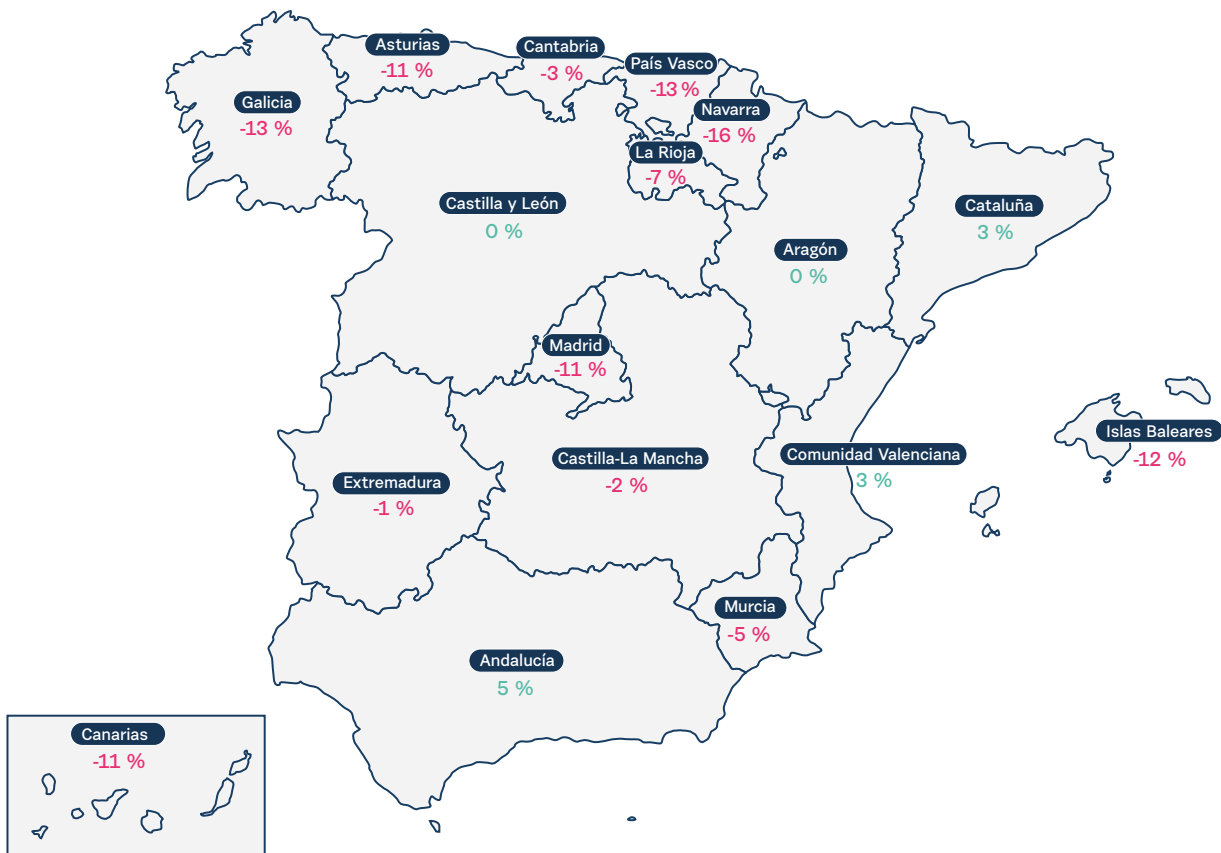 Asturias
-11 %
Cantabria
-3 %
País Vasco
-13 %
Galicia
-13 %
Navarra
-16 %
La Rioja
-7 %
Castilla y León
0 %
Cataluña
3 %
Aragón
0 %
Madrid
-11 %
Islas Baleares
-12 %
Castilla-La Mancha
-2 %
Comunidad Valenciana
3 %
Extremadura
-1 %
Murcia
-5 %
Andalucía
5 %
Canarias
-11 %